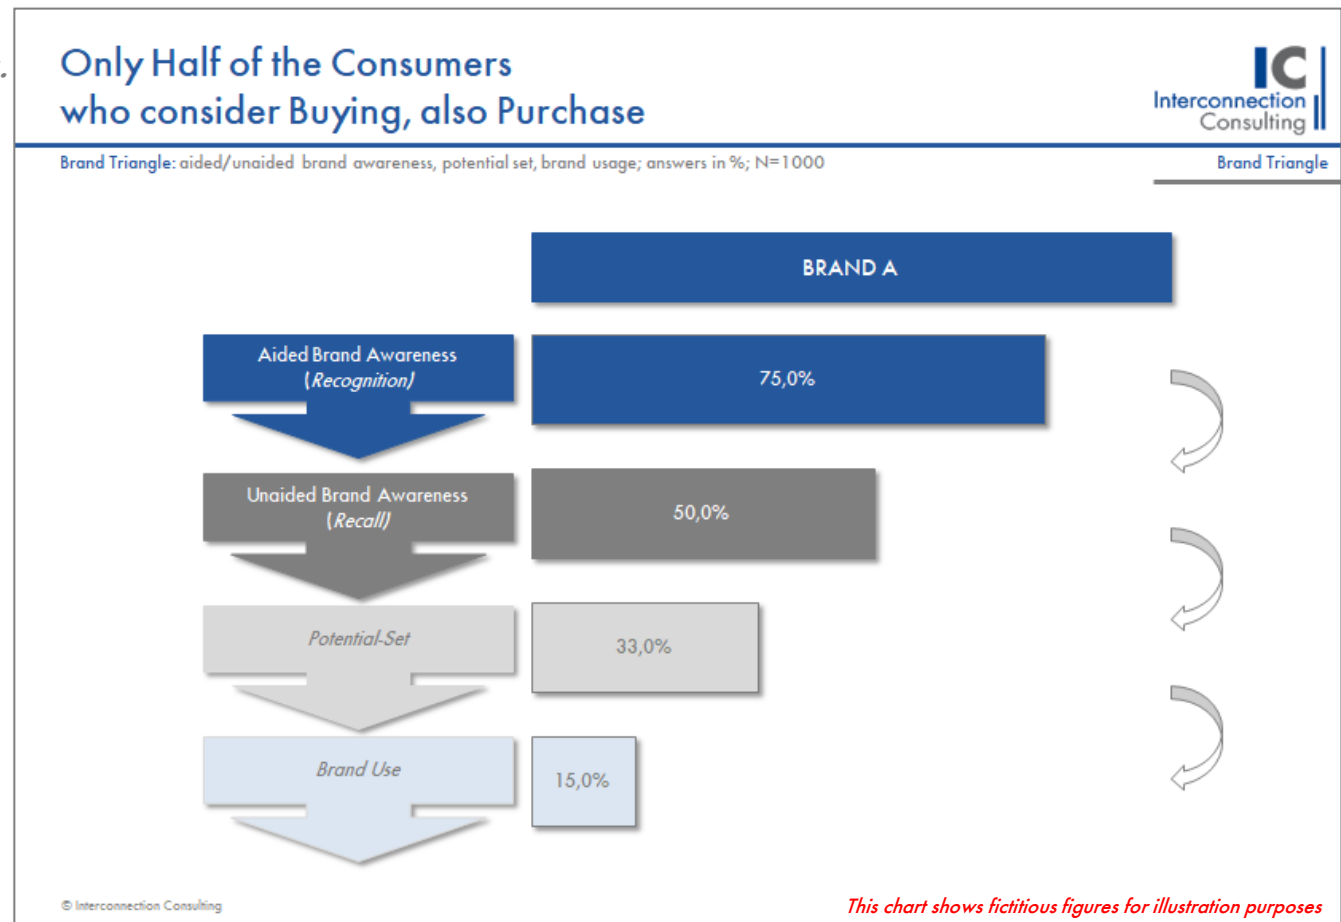 Only Half of the Consumers
who consider Buying, also Purchase
IC
Interconnection
Consulting
Brand Triangle: aided/unaided brand awareness, potential set, brand usage; answers in %; N=1000
Brand Triangle
BRAND A
Aided Brand Awareness
(Recognition)
75,0%
Unaided Brand Awareness
(Recall)
50,0%
Potential-Set
33,0%
Brand Use
15,0%
© Interconnection Consulting
This chart shows fictitious figures for illustration purposes